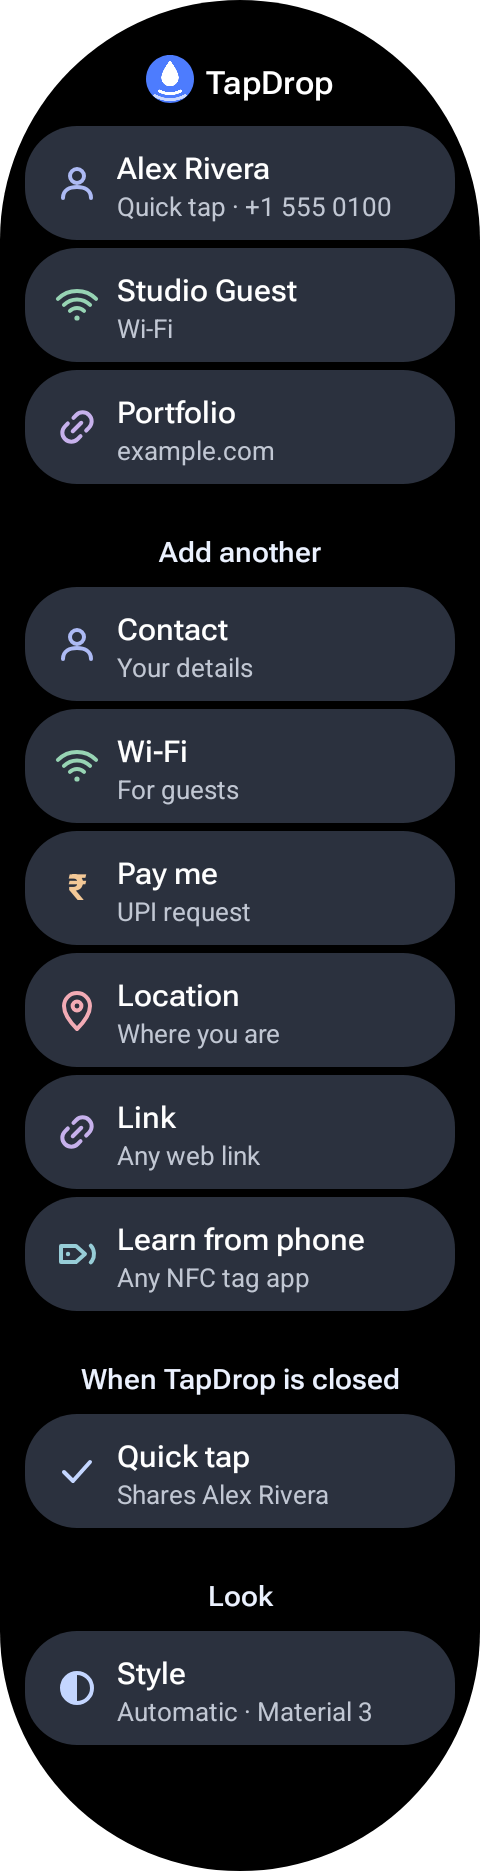 TapDrop
Alex Rivera
Quick tap · +1 555 0100
Studio Guest
Wi-Fi
Portfolio
example.com
Add another
Contact
Your details
Wi-Fi
For guests
₹
Pay me
UPI request
Location
Where you are
Link
Any web link
Learn from phone
Any NFC tag app
When TapDrop is closed
Quick tap
Shares Alex Rivera
Look
Style
Automatic · Material 3